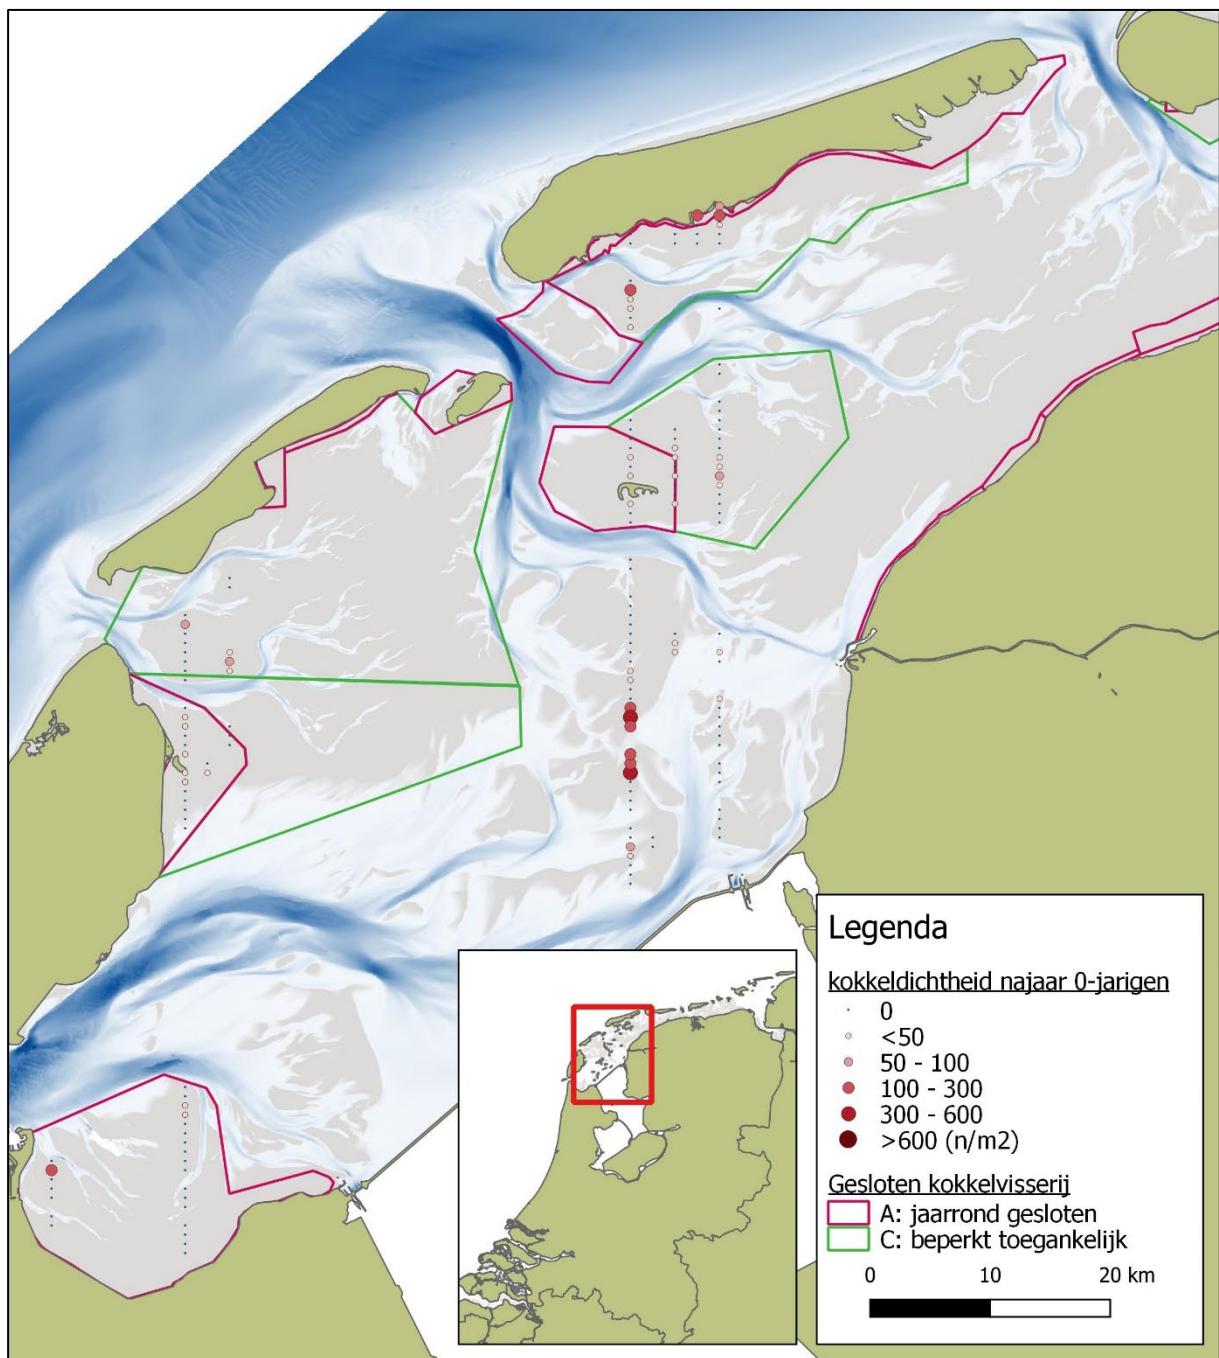 Legenda
kokkeldichtheid najaar 0-jarigen
0
<50
50 - 100
100 - 300
300 - 600
>600 (n/m2)
Gesloten kokkelvisserij
A: jaarrond gesloten
C: beperkt toegankelijk
0 10 20 km